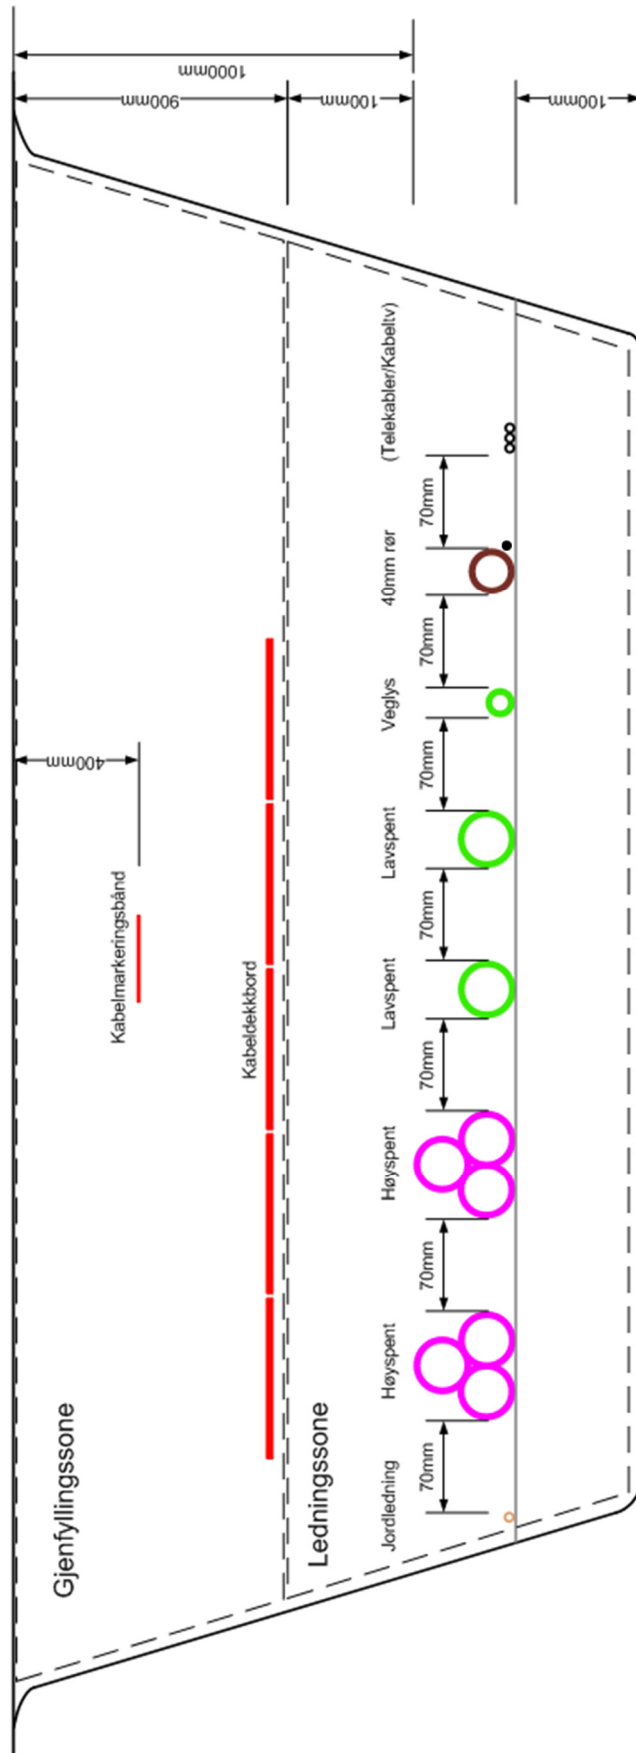 Gjenfyllingssone
Kabelmarkeringsbånd
400mm
900mm
1000mm
Kabeldekkbord
Ledningssone
100mm
Jordledning
Høyspent
Høyspent
Lavspent
Lavspent
Veglys
40mm rør
(Telekabler/Kabeltv)
70mm
70mm
70mm
70mm
70mm
70mm
70mm
100mm